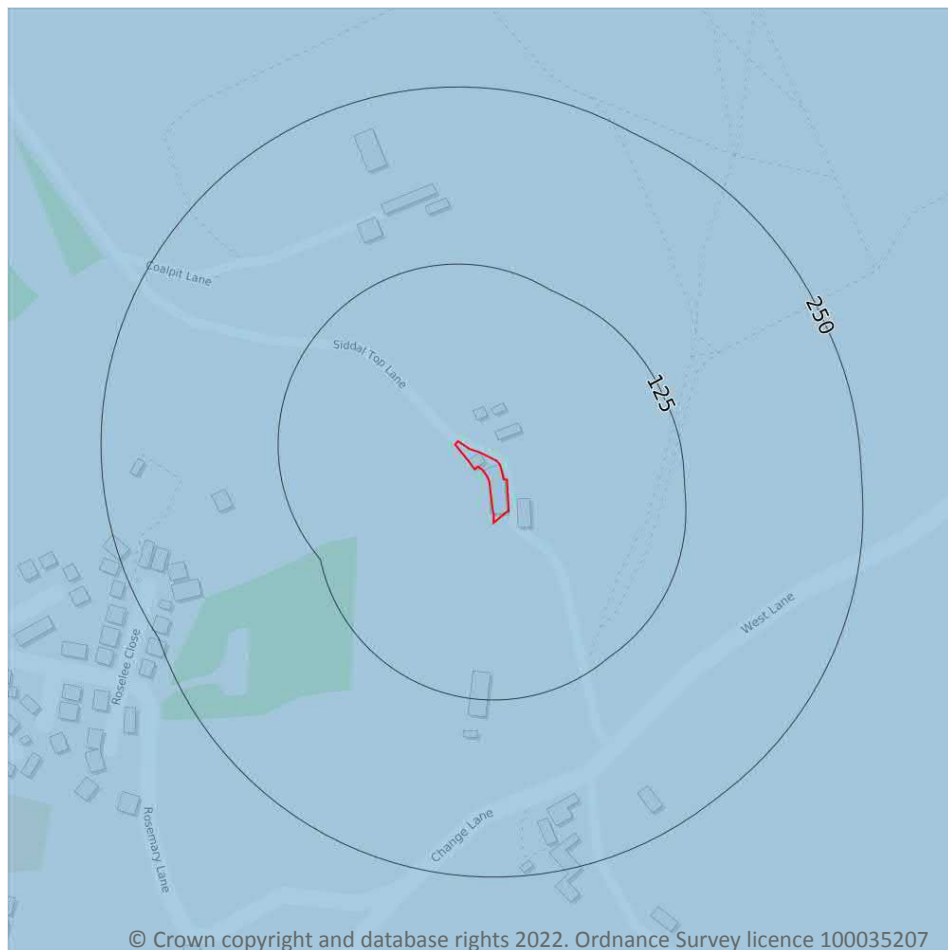 Coalpit Lane
250
Siddal Top Lane
125
West Lane
Roselee Close
Change Lane
Rosemary Lane
© Crown copyright and database rights 2022. Ordnance Survey licence 100035207